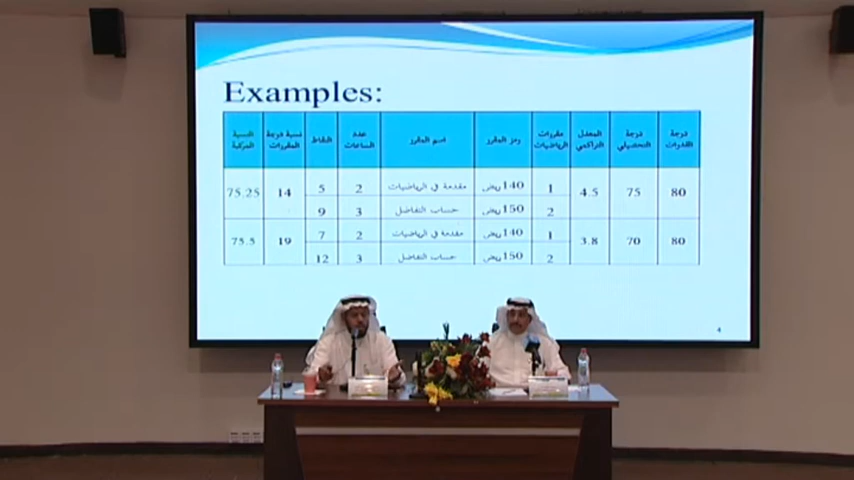 Examples:
درجة القدرات درجة التحصيلي المعدل التراكمي مقررات الرياضيات رمز المقرر اسم المقرر عدد الساعات النقاط نسبة درجة المقررات النسبة المركبة
80 75 4.5 1 140 ريض مقدمة في الرياضيات 2 5 14 75.25
2 150 ريض حساب التفاضل 3 9
80 70 3.8 1 140 ريض مقدمة في الرياضيات 2 7 19 75.5
2 150 ريض حساب التفاضل 3 12
4